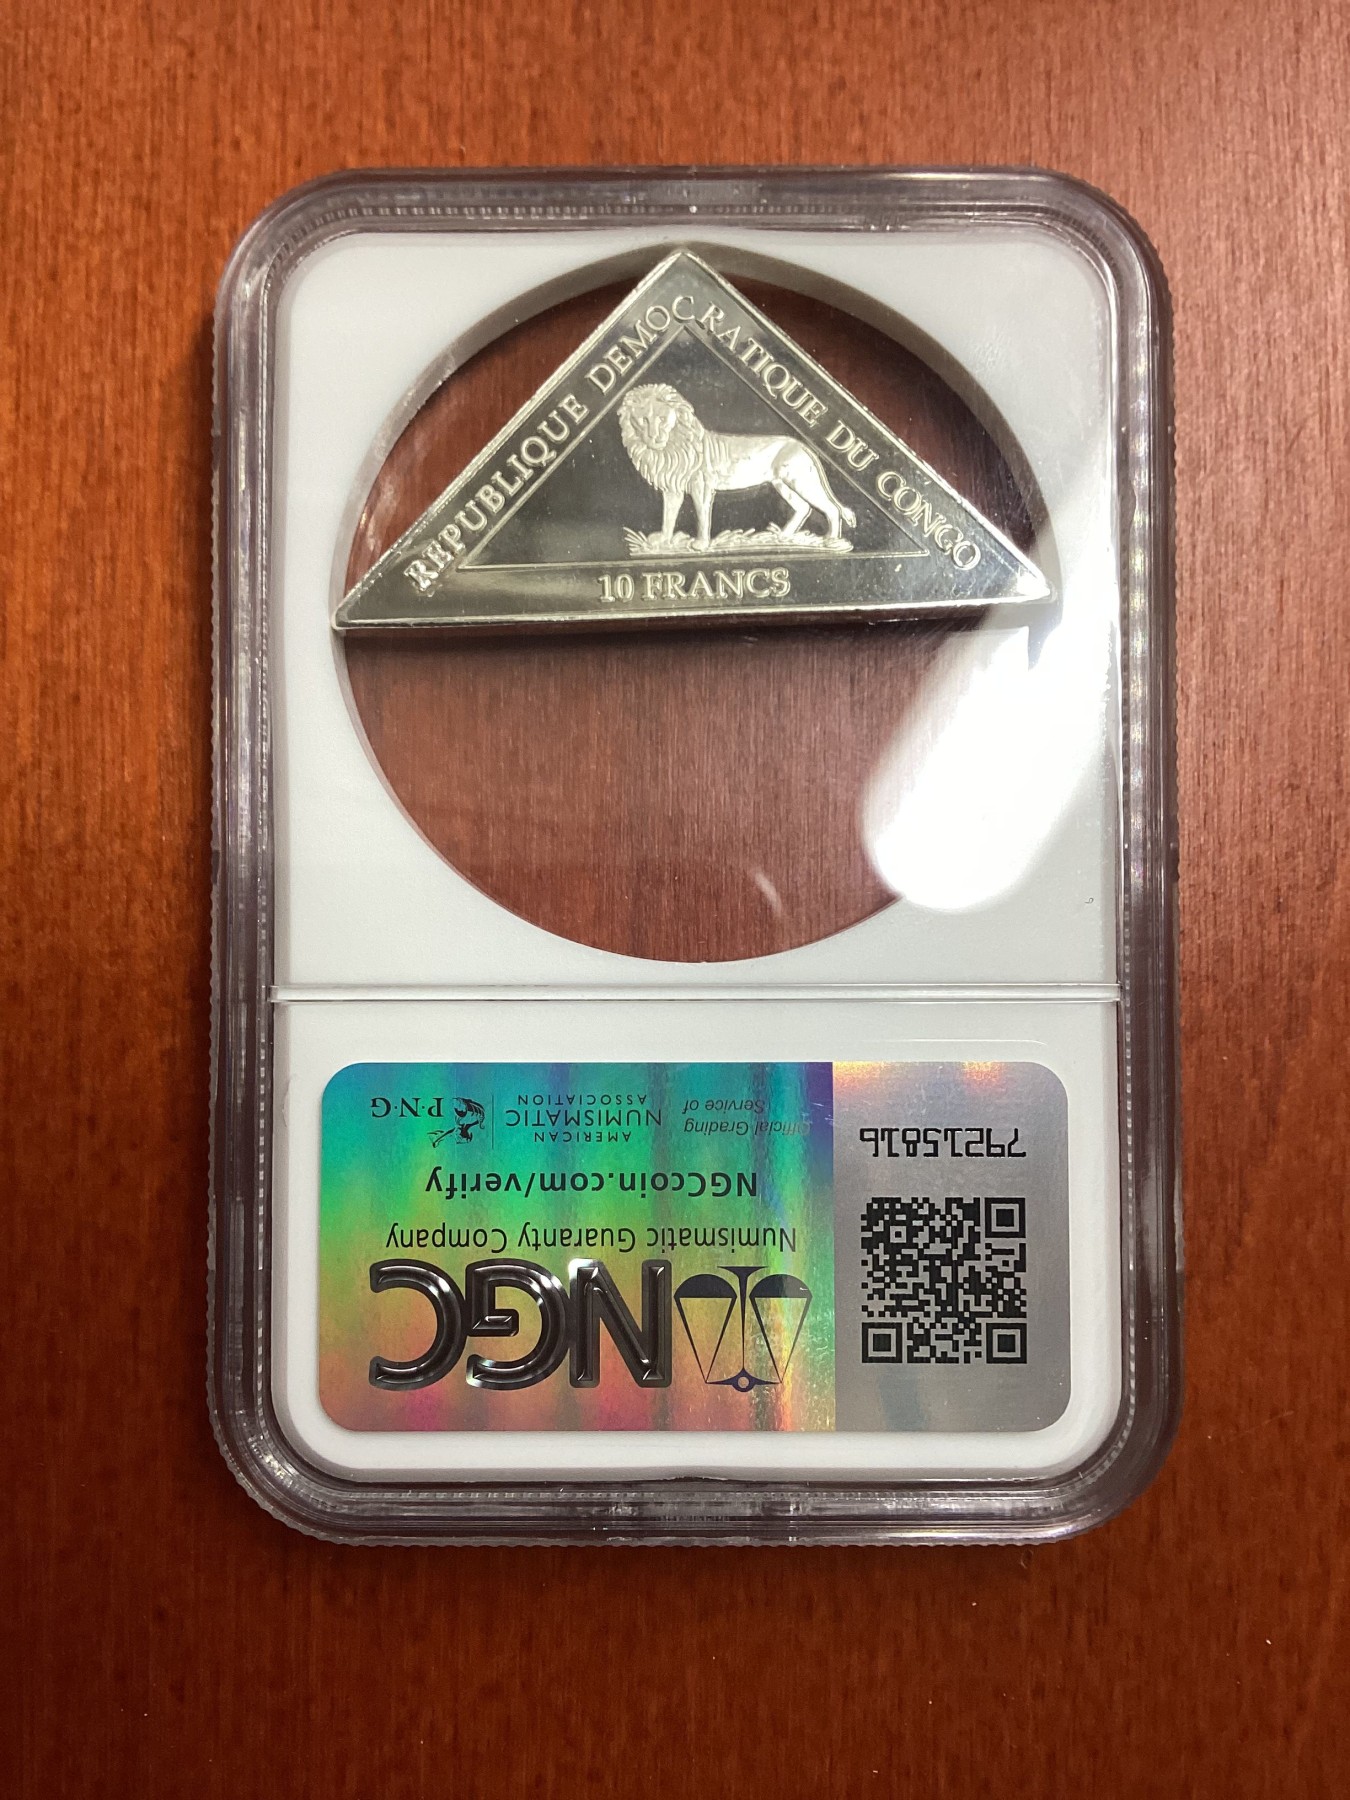 REPUBLIQUE DEMOCRATIQUE DU CONGO
10 FRANCS
NGC
Numismatic Guaranty Company
NGCcoin.com/verify
Official Grading
Service of
AMERICAN
NUMISMATIC
ASSOCIATION
P·N·G
79215816